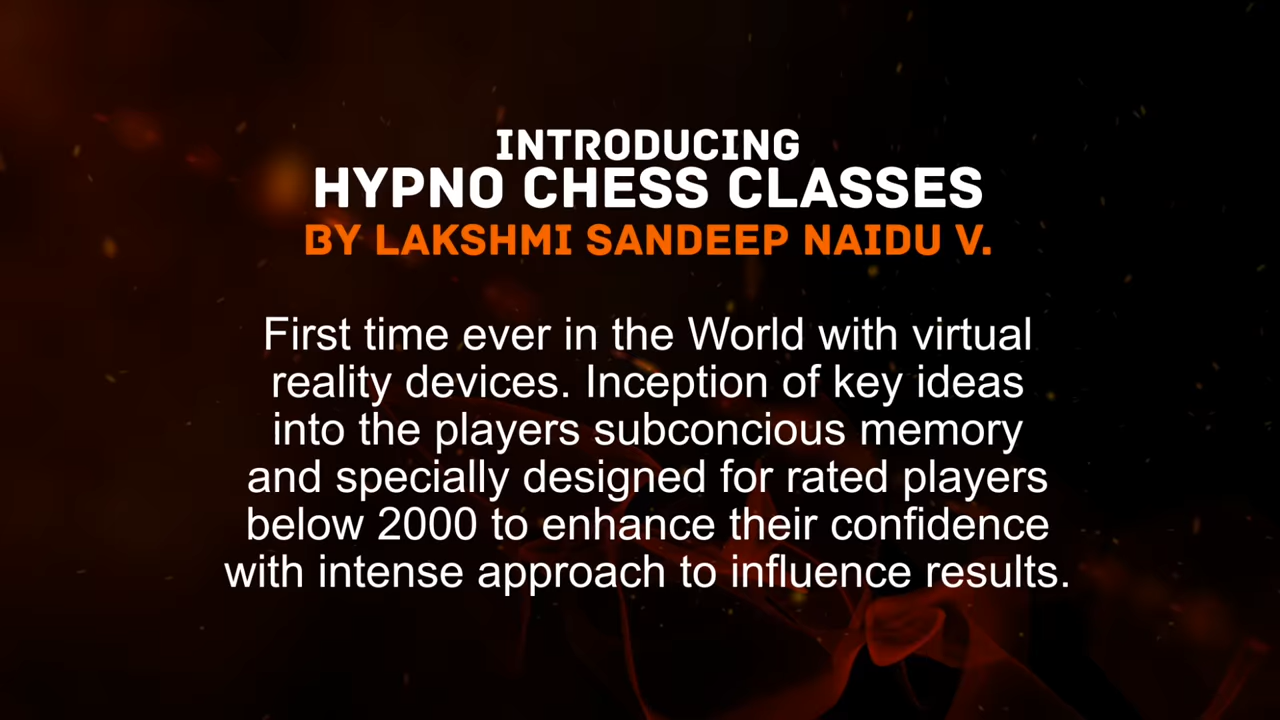 INTRODUCING
HYPNO CHESS CLASSES
BY LAKSHMI SANDEEP NAIDU V.
First time ever in the World with virtual
reality devices. Inception of key ideas
into the players subconcious memory
and specially designed for rated players
below 2000 to enhance their confidence
with intense approach to influence results.